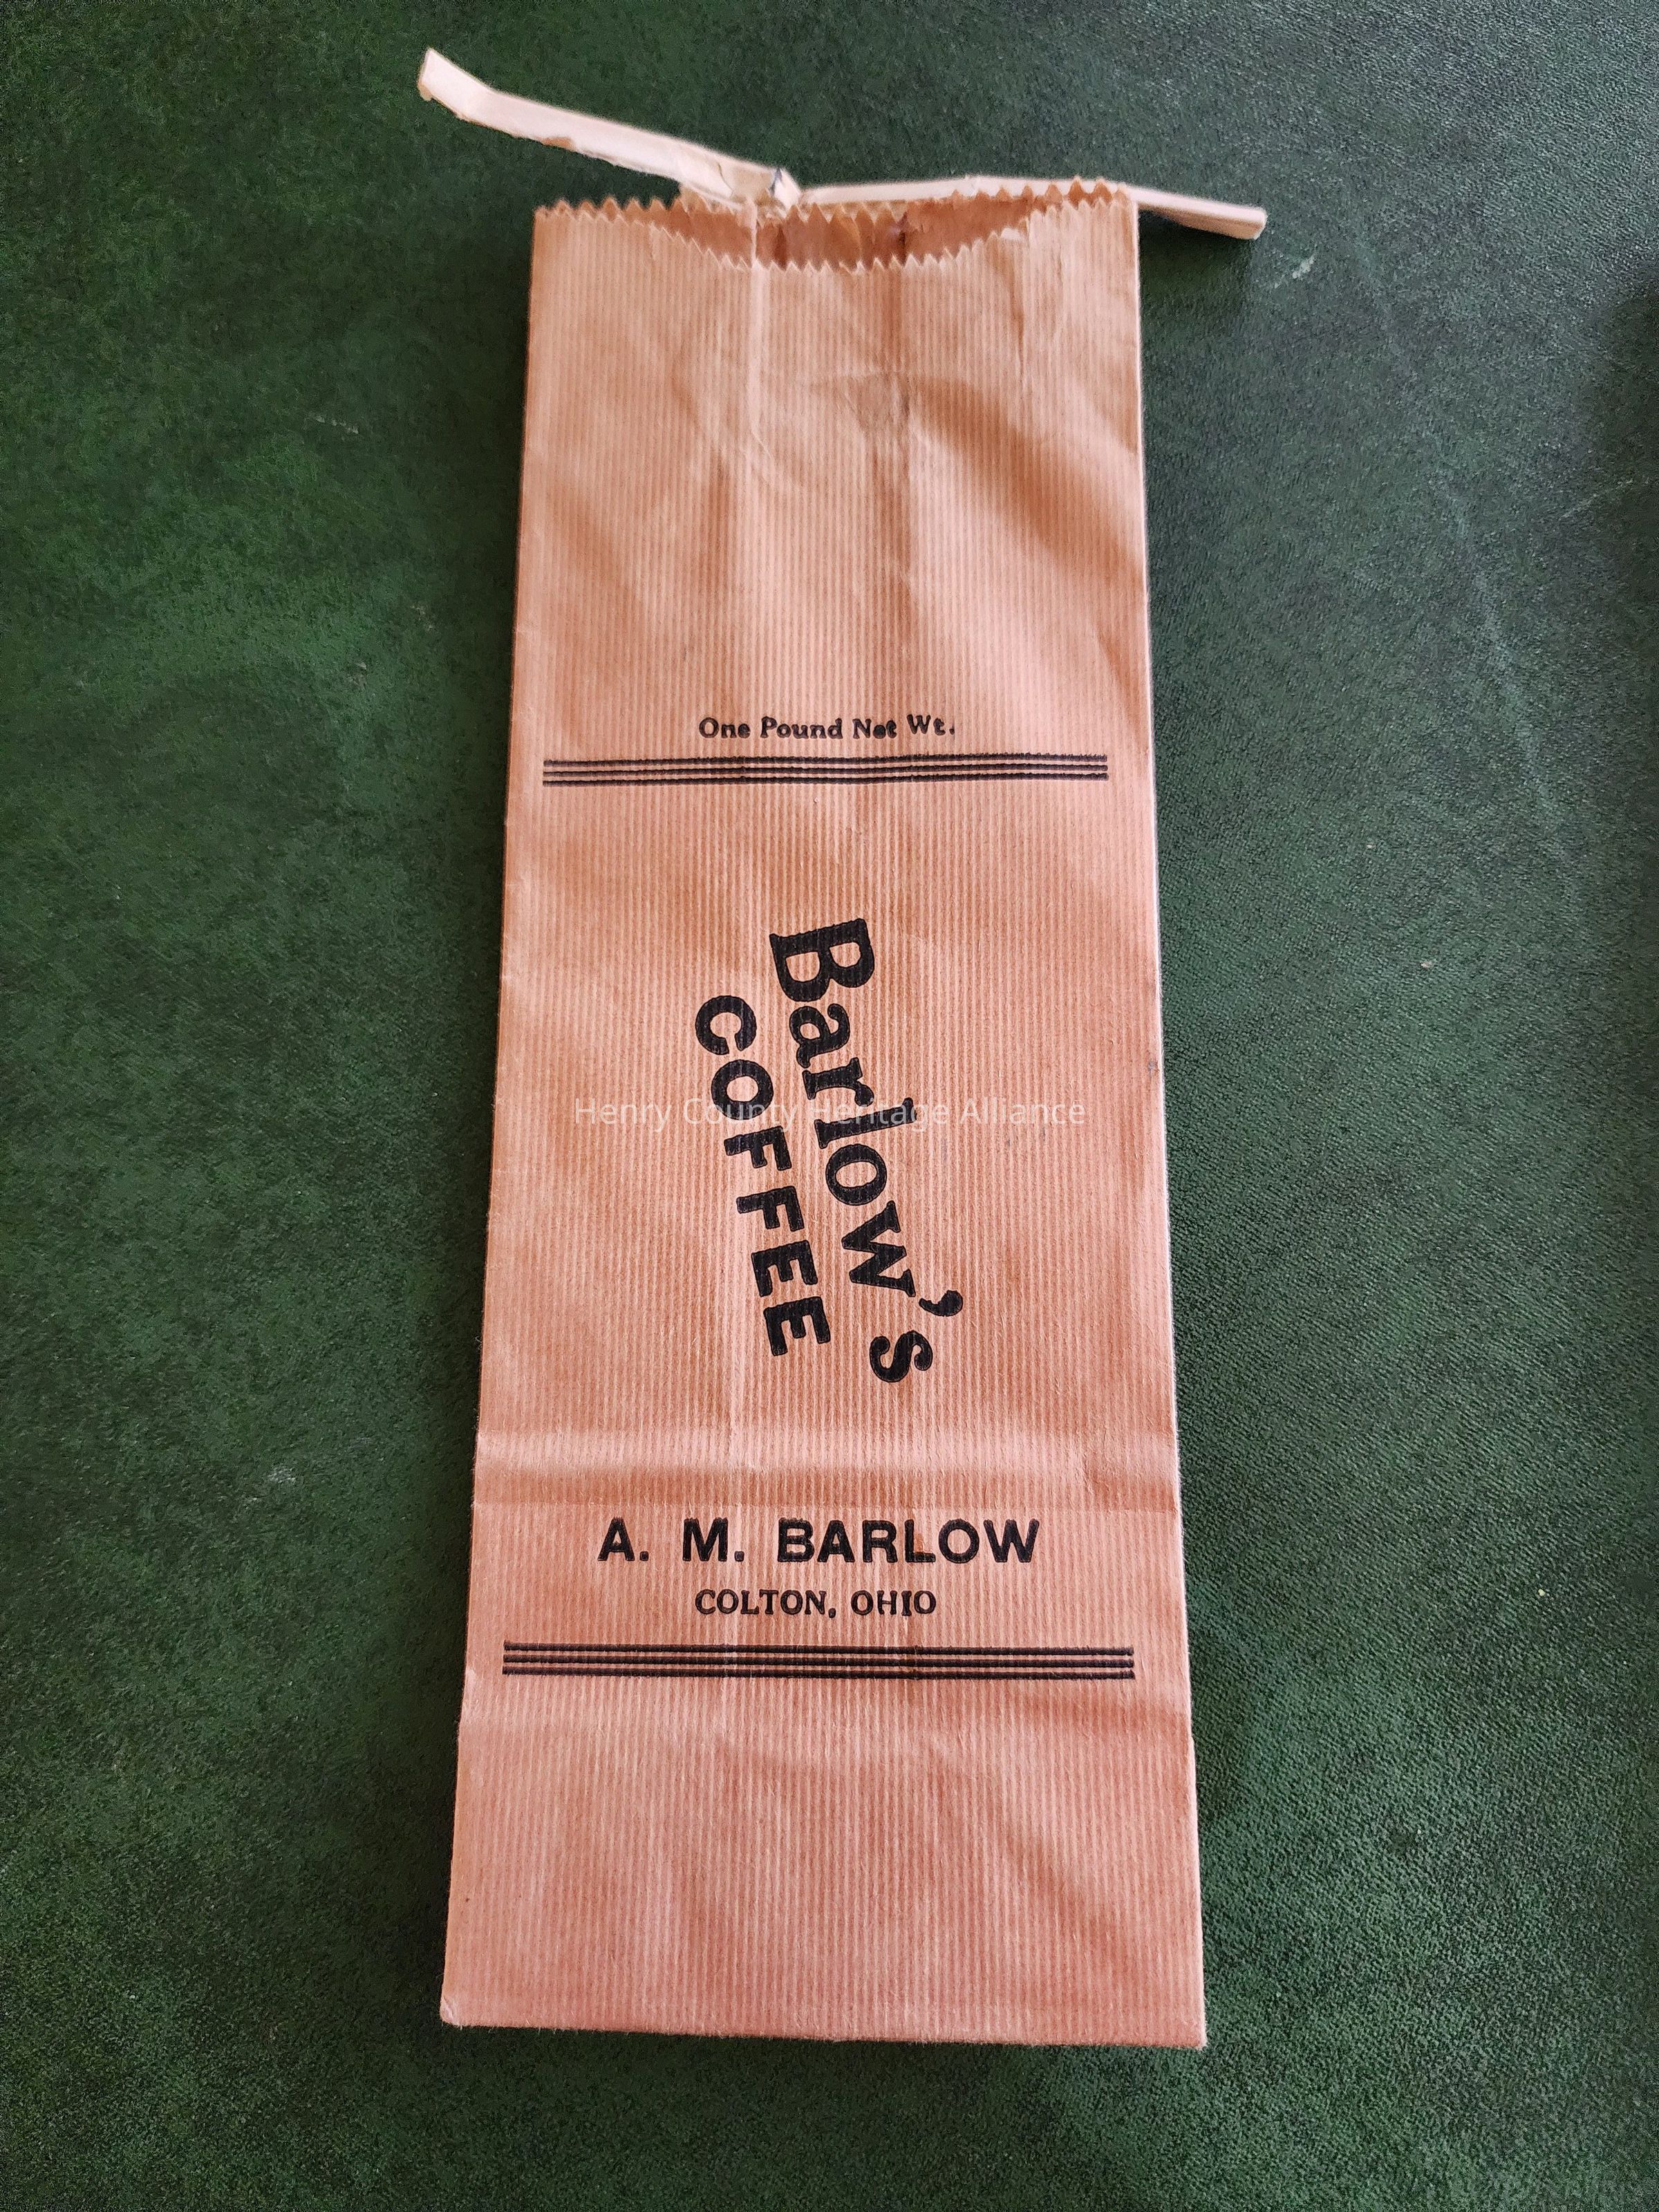 One Pound Net Wt.
Barlow's
COFFEE
Henry County Heritage Alliance
A. M. BARLOW
COLTON, OHIO